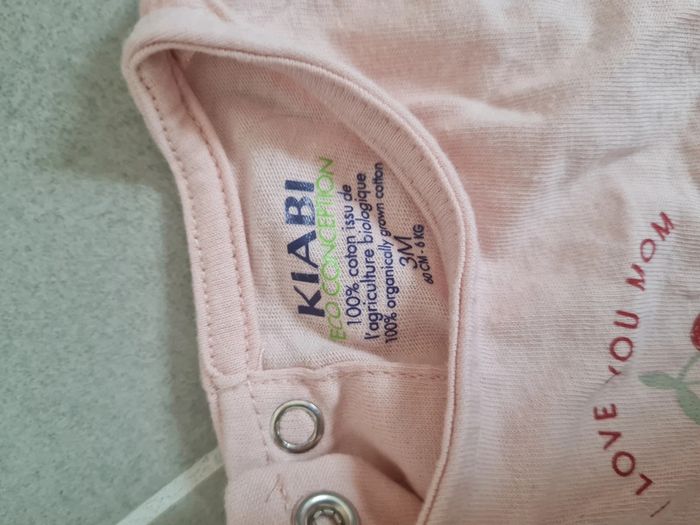 KIABI
ECO CONCEPTION
100% coton issu de
l'agriculture biologique
100% organically grown cotton
3M
60 CM - 6 KG
LOVE YOU MOM